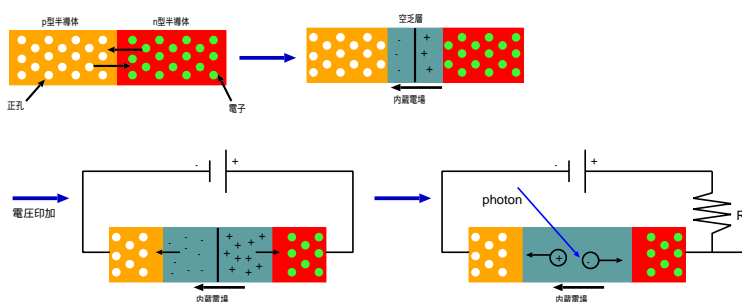 p型半導体
n型半導体
正孔
電子
空乏層
- + - + - +
内蔵電場
電圧印加
- +
- - - - - - - - - - + + + + + + + + + +
内蔵電場
- +
photon
R
+ -
内蔵電場